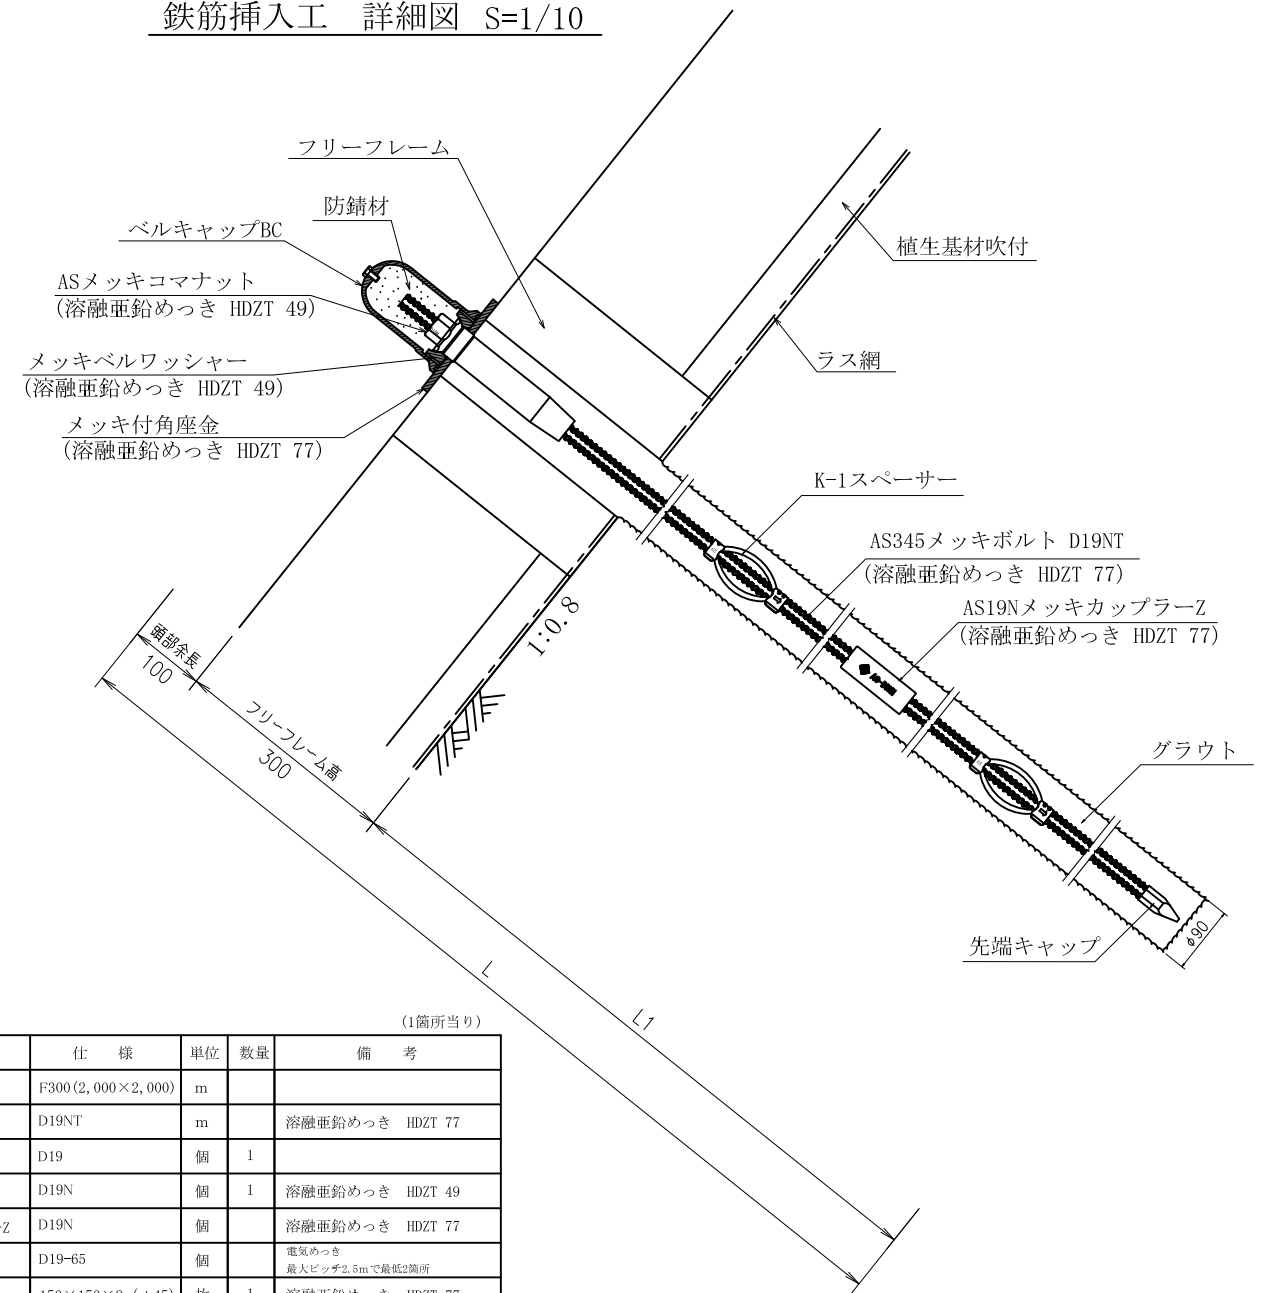 鉄筋挿入工　詳細図 S=1/10
フリーフレーム
防錆材
ベルキャップBC
ASメッキコマナット
(溶融亜鉛めっき HDZT 49)
メッキベルワッシャー
(溶融亜鉛めっき HDZT 49)
メッキ付角座金
(溶融亜鉛めっき HDZT 77)
植生基材吹付
ラス網
K-1スペーサー
AS345メッキボルト D19NT
(溶融亜鉛めっき HDZT 77)
AS19NメッキカップラーZ
(溶融亜鉛めっき HDZT 77)
グラウト
先端キャップ
φ90
1:0.8
頭部余長
100
フリーフレーム高
300
L
L1
(1箇所当り)
仕　様 単位 数量 備　考
F300(2,000×2,000) m
D19NT m 溶融亜鉛めっき HDZT 77
D19 個 1
D19N 個 1 溶融亜鉛めっき HDZT 49
Z D19N 個 溶融亜鉛めっき HDZT 77
D19-65 個 電気めっき
最大ピッチ2.5mで最低2箇所